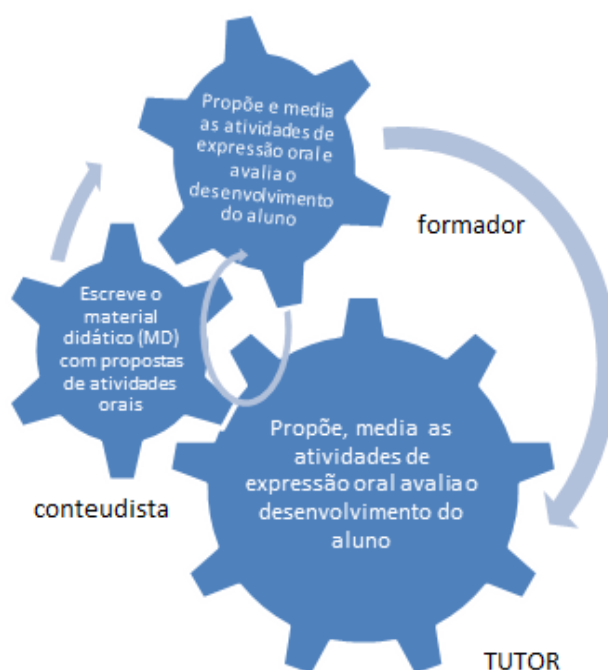 Propõe e media
as atividades de
expressão oral e
avalia o
desenvolvimento
do aluno
formador
Escreve o
material
didático (MD)
com propostas
de atividades
orais
conteudista
Propõe, media as
atividades de
expressão oral avalia o
desenvolvimento do
aluno
TUTOR